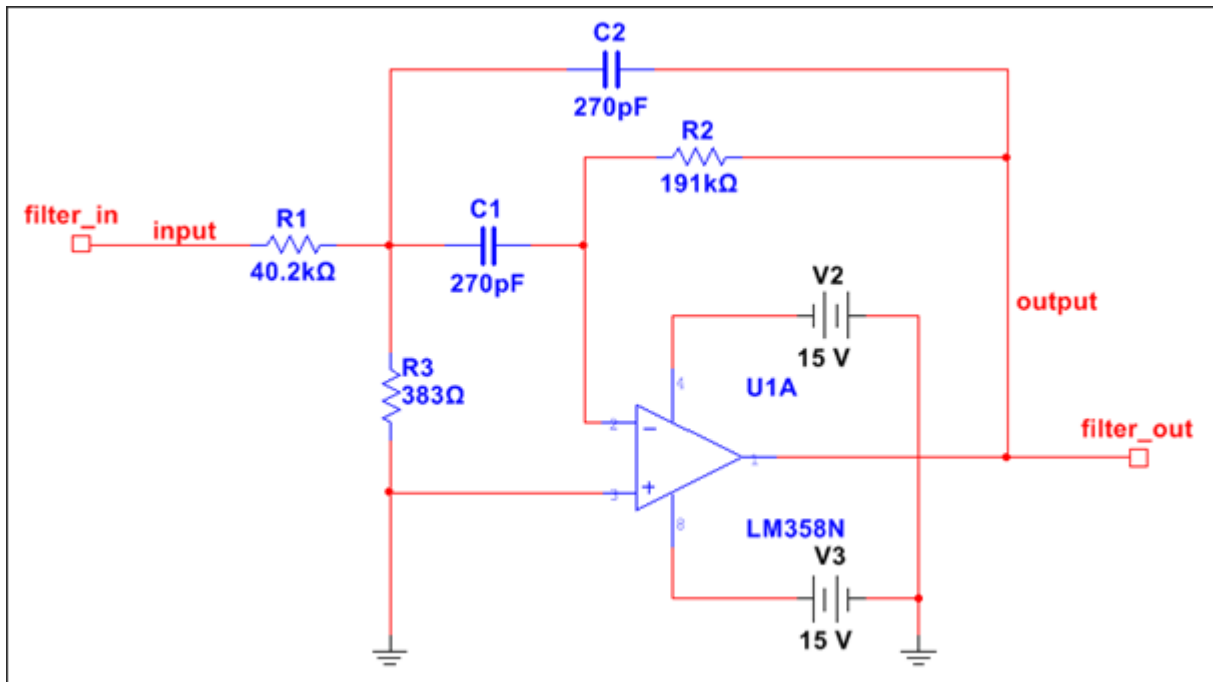 C2
270pF
R2
191kΩ
filter_in
input
R1
40.2kΩ
C1
270pF
V2
15 V
output
R3
383Ω
4
U1A
2
filter_out
1
3
8
LM358N
V3
15 V